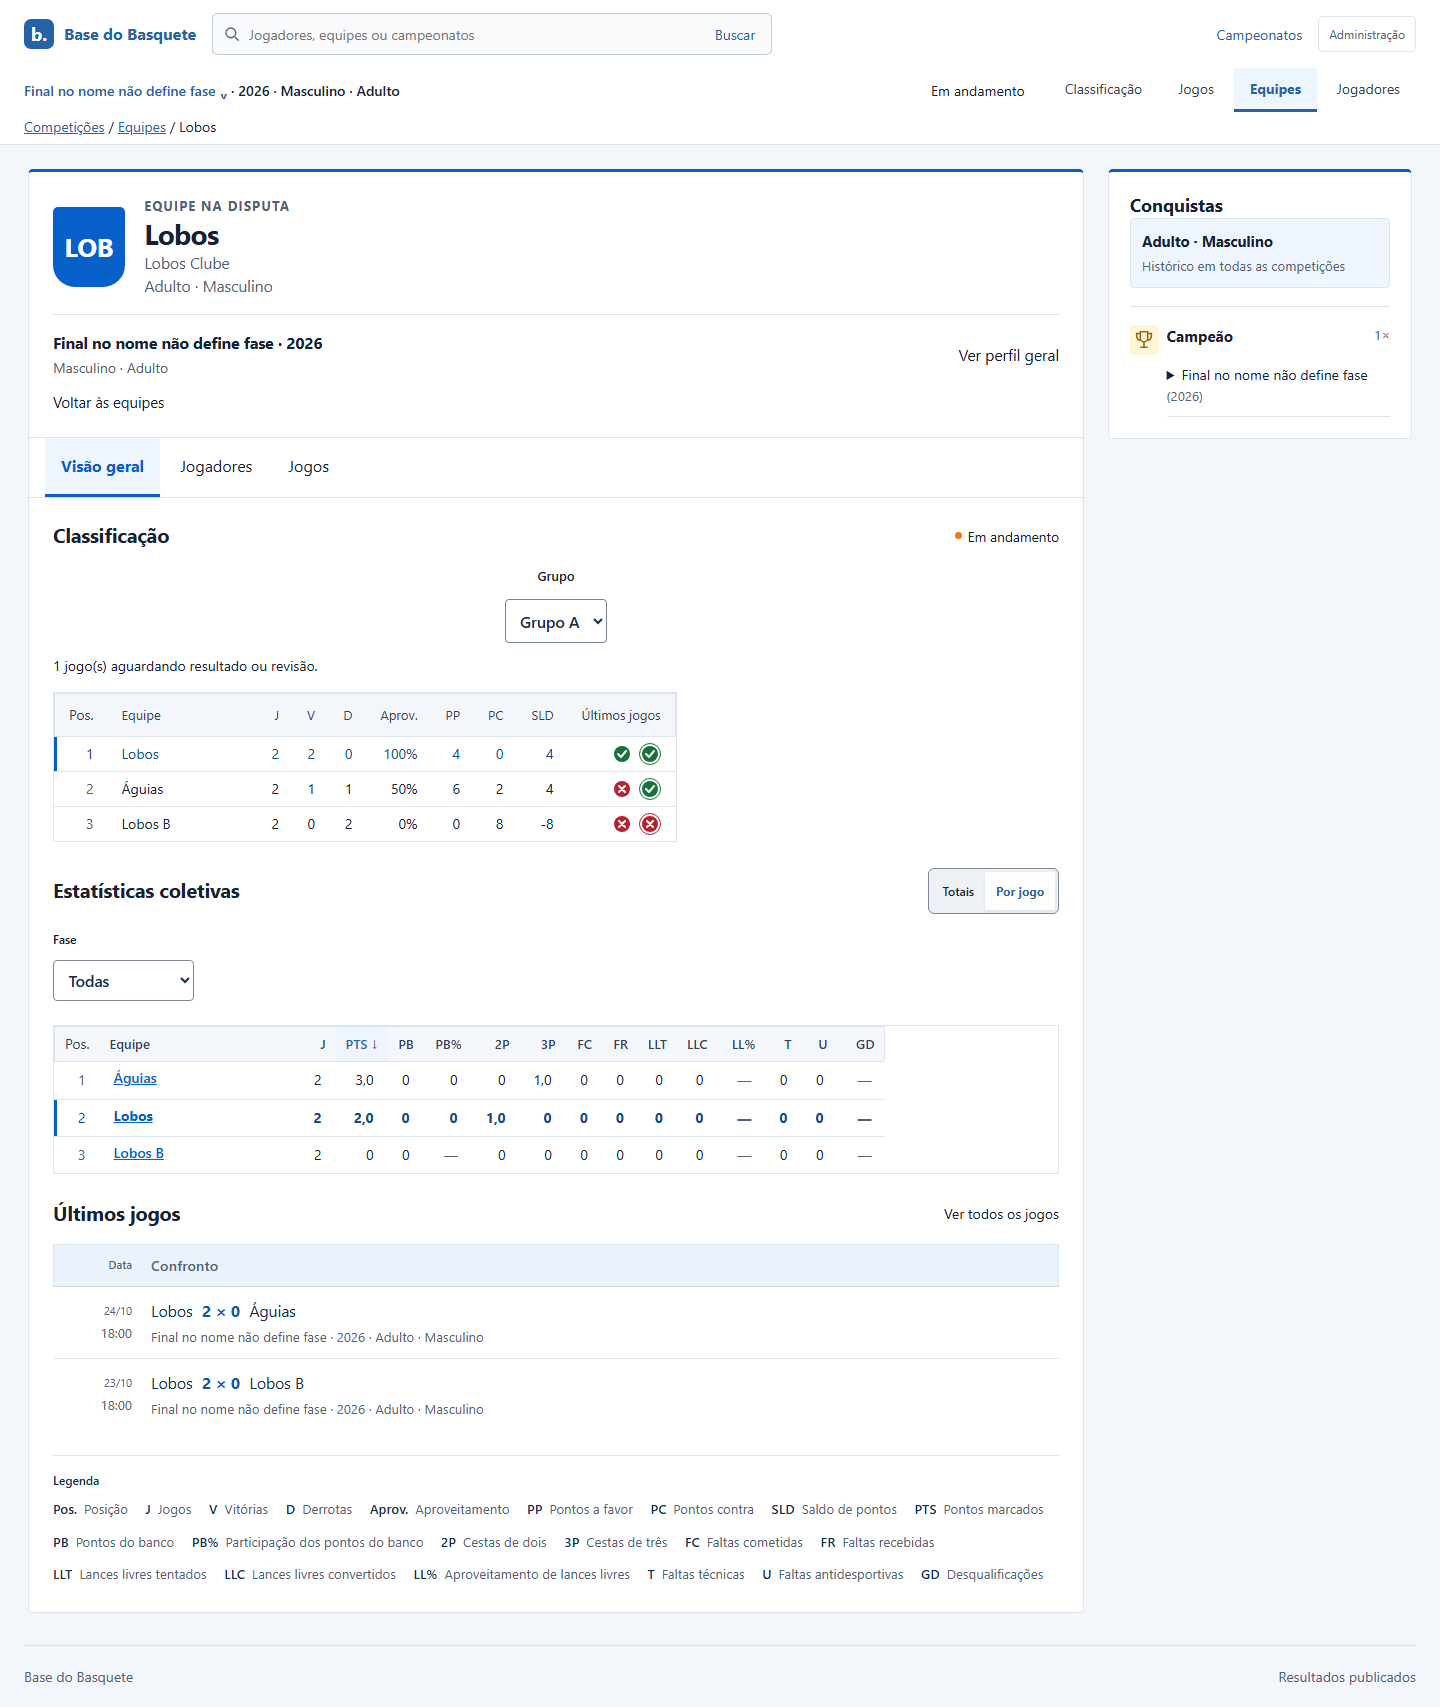 b. Base do Basquete
Jogadores, equipes ou campeonatos Buscar
Campeonatos Administração
Final no nome não define fase v · 2026 · Masculino · Adulto
Em andamento Classificação Jogos Equipes Jogadores
Competições / Equipes / Lobos
LOB
EQUIPE NA DISPUTA
Lobos
Lobos Clube
Adulto · Masculino
Final no nome não define fase · 2026
Masculino · Adulto
Ver perfil geral
Voltar às equipes
Visão geral Jogadores Jogos
Classificação
Em andamento
Grupo
Grupo A
1 jogo(s) aguardando resultado ou revisão.
Pos. Equipe J V D Aprov. PP PC SLD Últimos jogos
1 Lobos 2 2 0 100% 4 0 4
2 Águias 2 1 1 50% 6 2 4
3 Lobos B 2 0 2 0% 0 8 -8
Estatísticas coletivas
Totais Por jogo
Fase
Todas
Pos. Equipe J PTS ↓ PB PB% 2P 3P FC FR LLT LLC LL% T U GD
1 Águias 2 3,0 0 0 0 1,0 0 0 0 0 — 0 0 —
2 Lobos 2 2,0 0 0 1,0 0 0 0 0 0 — 0 0 —
3 Lobos B 2 0 0 — 0 0 0 0 0 0 — 0 0 —
Últimos jogos
Ver todos os jogos
Data Confronto
24/10 18:00 Lobos 2 × 0 Águias
Final no nome não define fase · 2026 · Adulto · Masculino
23/10 18:00 Lobos 2 × 0 Lobos B
Final no nome não define fase · 2026 · Adulto · Masculino
Legenda
Pos. Posição J Jogos V Vitórias D Derrotas Aprov. Aproveitamento PP Pontos a favor PC Pontos contra SLD Saldo de pontos PTS Pontos marcados
PB Pontos do banco PB% Participação dos pontos do banco 2P Cestas de dois 3P Cestas de três FC Faltas cometidas FR Faltas recebidas
LLT Lances livres tentados LLC Lances livres convertidos LL% Aproveitamento de lances livres T Faltas técnicas U Faltas antidesportivas GD Desqualificações
Conquistas
Adulto · Masculino
Histórico em todas as competições
Campeão 1×
▶ Final no nome não define fase
(2026)
Base do Basquete
Resultados publicados